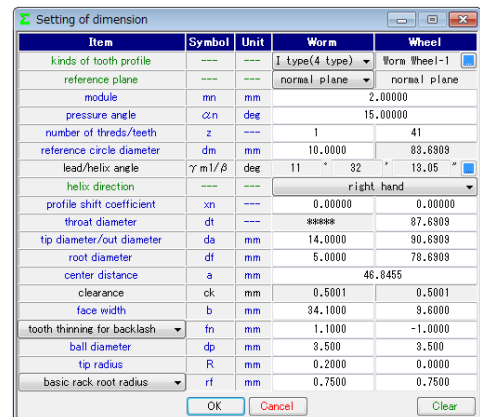 Σ Setting of dimension
Item Symbol Unit Worm Wheel
kinds of tooth profile --- --- I type(4 type) Worm Wheel-1 ...
reference plane --- --- normal plane normal plane
module mn mm 2.00000
pressure angle αn deg 15.00000
number of threds/teeth z --- 1 41
reference circle diameter dm mm 10.0000 83.6909
lead/helix angle γm1/β deg 11 ° 32 ' 13.05 " ...
helix direction --- --- right hand
profile shift coefficient xn --- 0.00000 0.00000
throat diameter dt --- ***** 87.6909
tip diameter/out diameter da mm 14.0000 90.6909
root diameter df mm 5.0000 78.6909
center distance a mm 46.8455
clearance ck mm 0.5001 0.5001
face width b mm 34.1000 9.6000
tooth thinning for backlash fn mm 1.1000 -1.0000
ball diameter dp mm 3.500 3.500
tip radius R mm 0.2000 0.0000
basic rack root radius rf mm 0.7500 0.7500
OK Cancel Clear